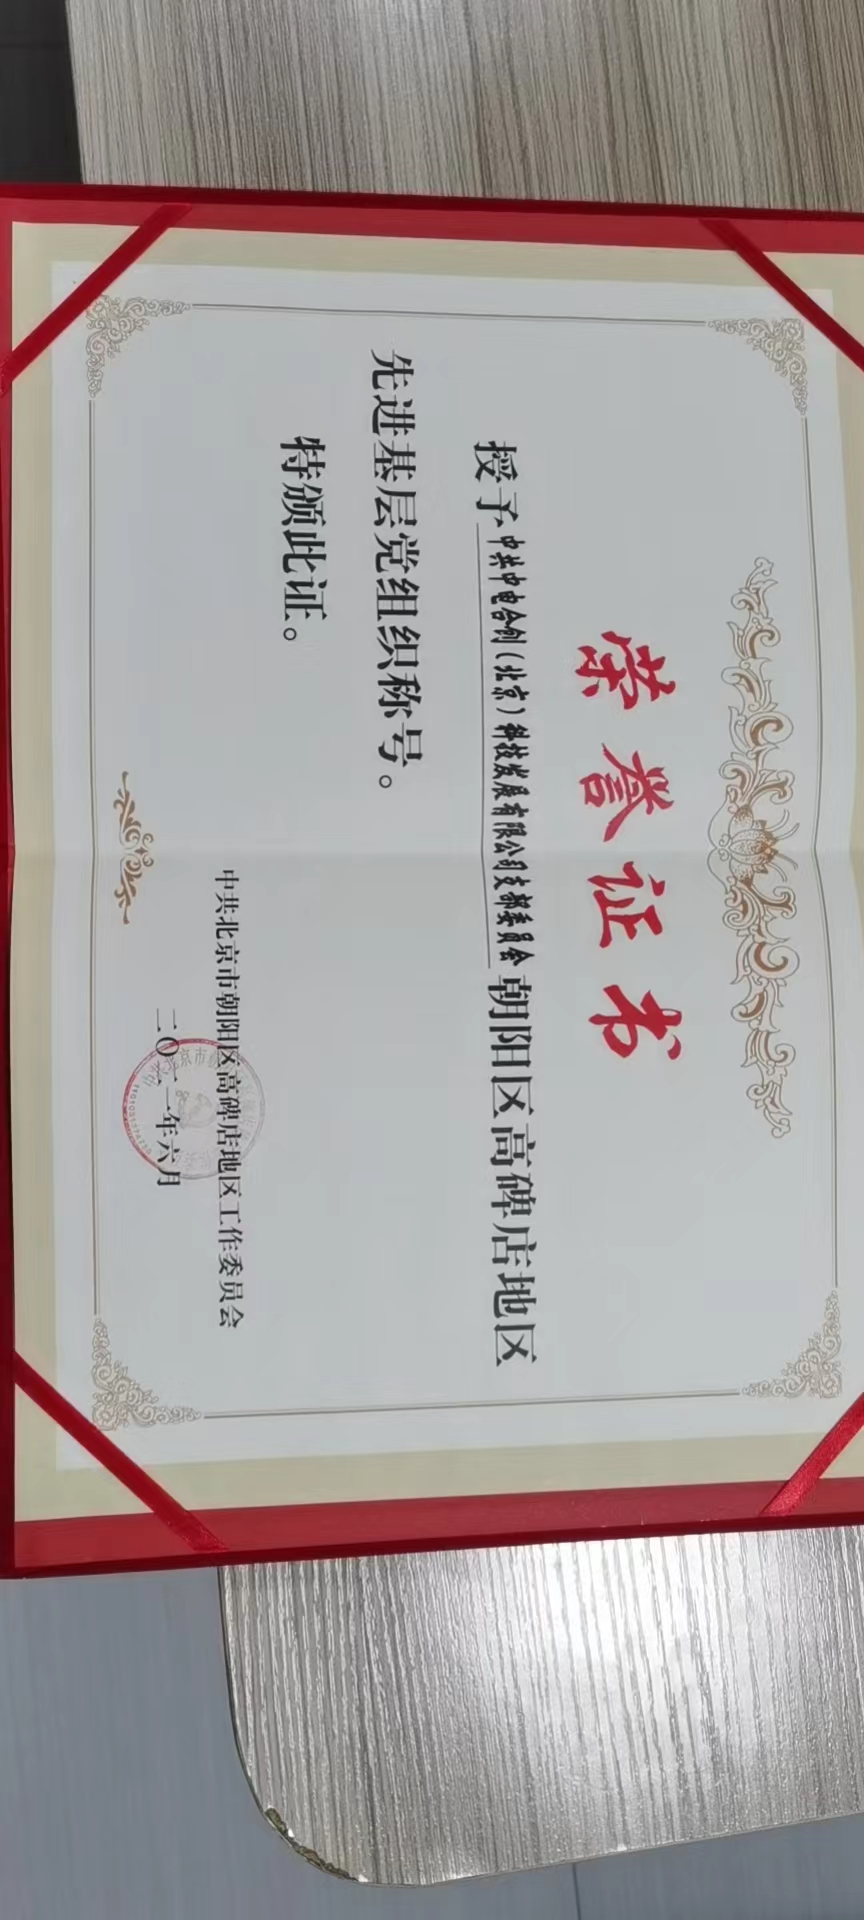 荣誉证书
授予中共中电合创（北京）科技发展有限公司支部委员会朝阳区高碑店地区
先进基层党组织称号。
特颁此证。
中共北京市朝阳区高碑店地区工作委员会
二〇二一年六月